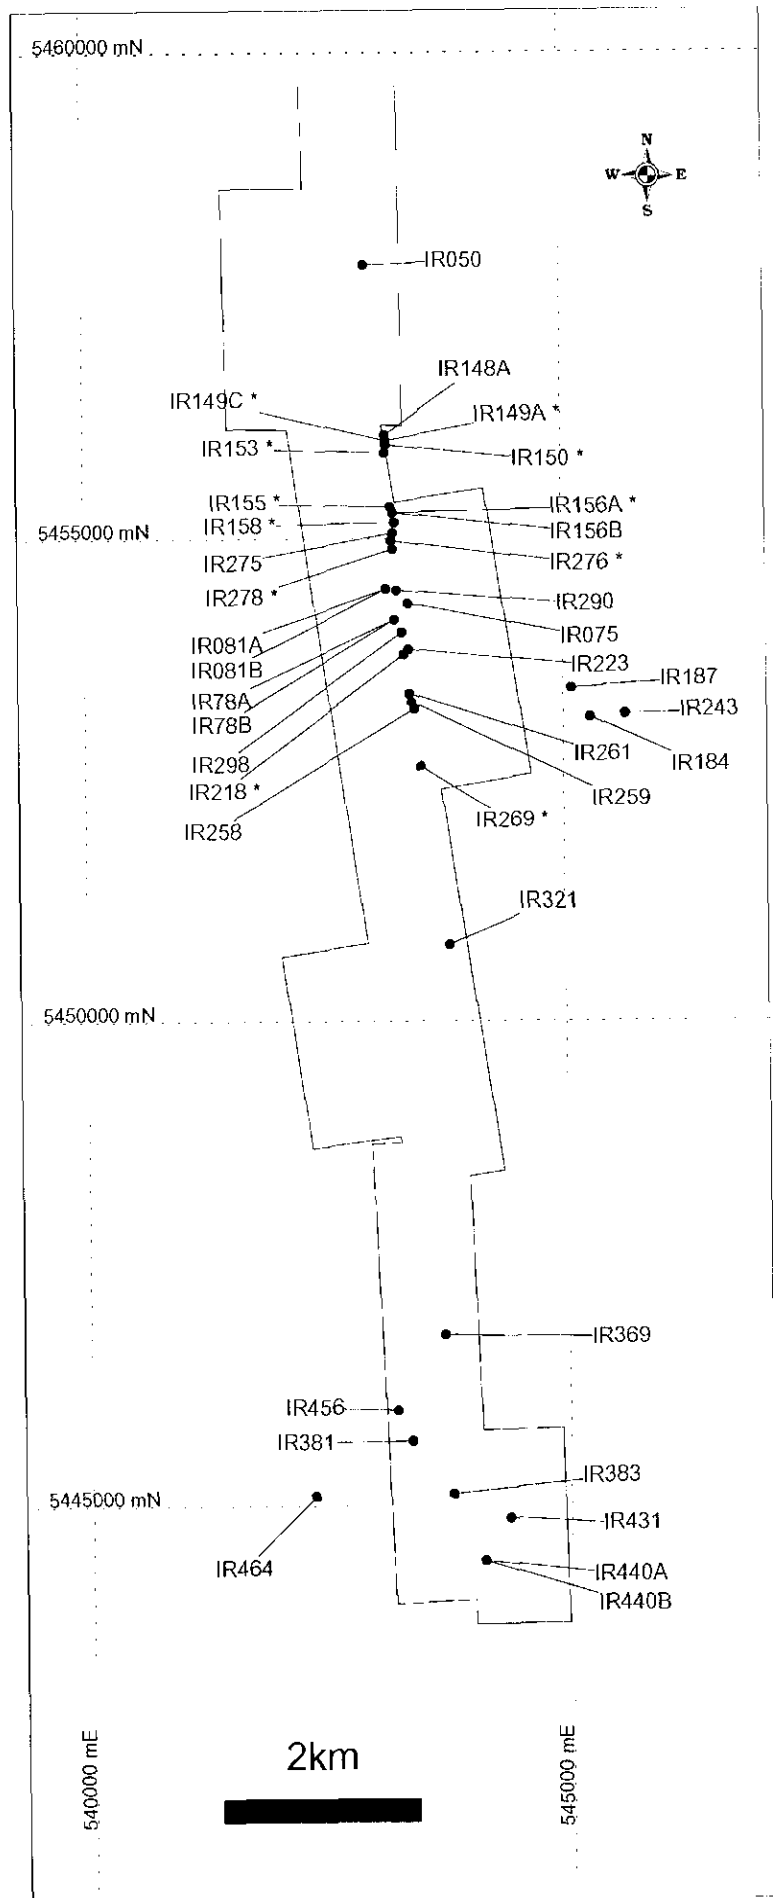 5460000 mN
N
W E
S
IR050
IR148A
IR149C *
IR149A *
IR153 *
IR150 *
IR155 *
IR156A *
IR158 *
IR156B
5455000 mN
IR275
IR276 *
IR278 *
IR290
IR075
IR081A
IR081B
IR223
IR187
IR78A
IR243
IR78B
IR261
IR184
IR298
IR218 *
IR259
IR258
IR269 *
IR321
5450000 mN
IR369
IR456
IR381
IR383
5445000 mN
IR431
IR464
IR440A
IR440B
540000 mE
545000 mE
2km